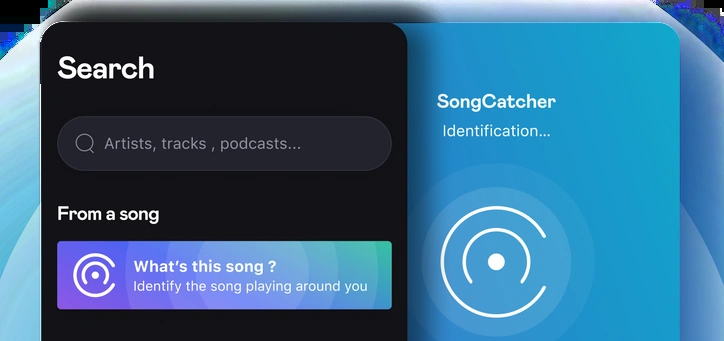 Search
Artists, tracks , podcasts...
From a song
What's this song ?
Identify the song playing around you
SongCatcher
Identification...